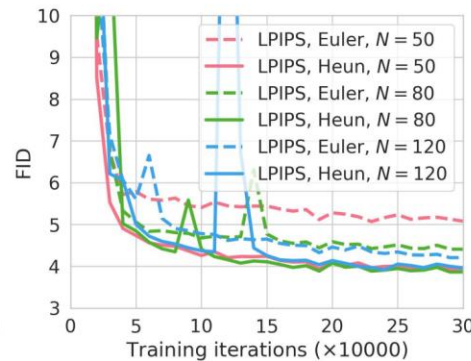 10
9
8
7
6
5
4
3
FID
LPIPS, Euler, N = 50
LPIPS, Heun, N = 50
LPIPS, Euler, N = 80
LPIPS, Heun, N = 80
LPIPS, Euler, N = 120
LPIPS, Heun, N = 120
0 5 10 15 20 25 30
Training iterations (×10000)